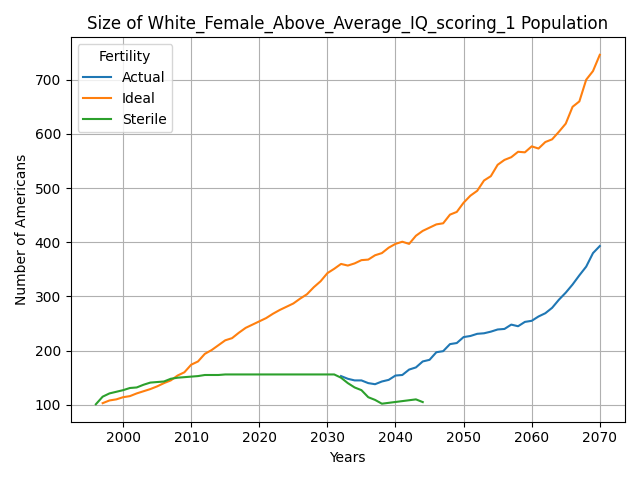 Size of White_Female_Above_Average_IQ_scoring_1 Population
Fertility
Actual
Ideal
Sterile
Number of Americans
700
600
500
400
300
200
100
2000
2010
2020
2030
2040
2050
2060
2070
Years